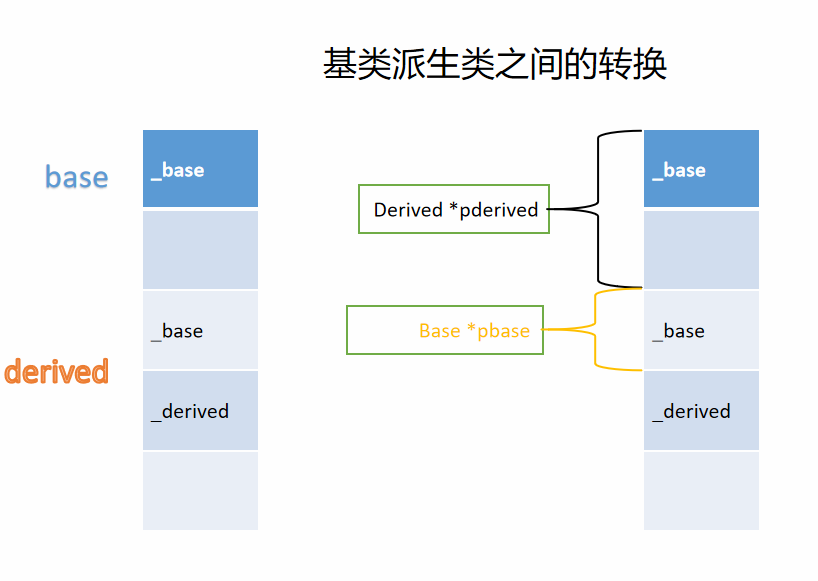 基类派生类之间的转换
base
_base
_base
Derived *pderived
Base *pbase
_base
_base
derived
_derived
_derived